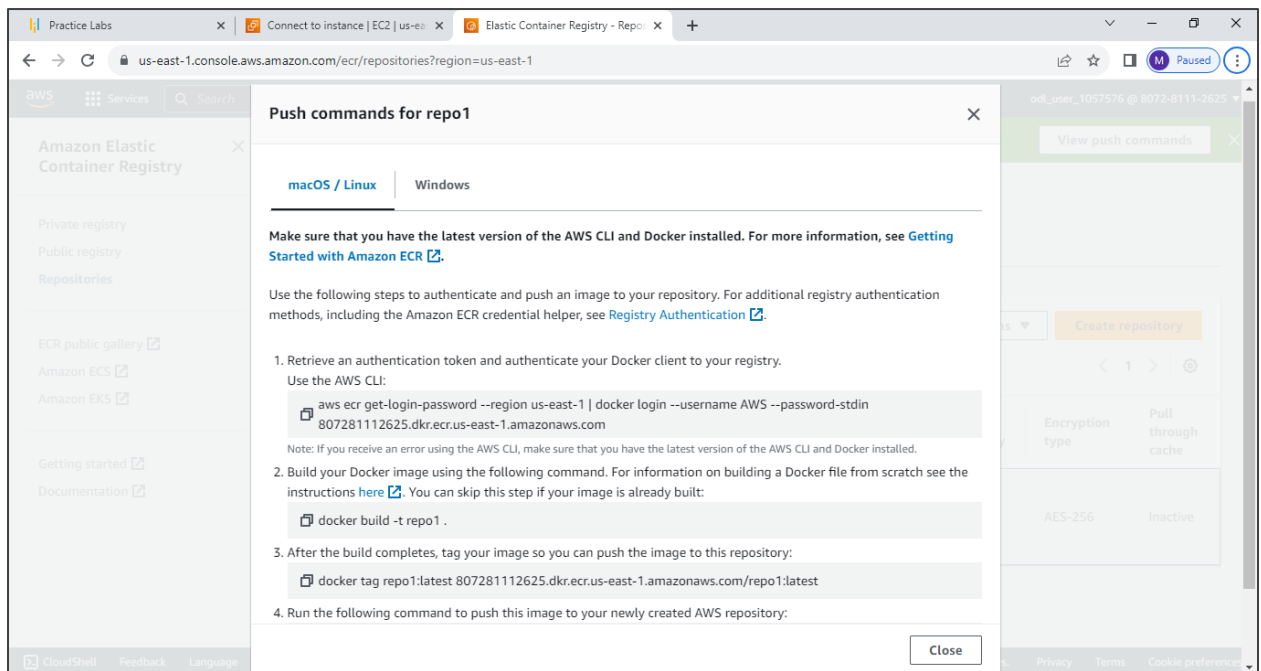 Practice Labs
Connect to instance | EC2 | us-ea
Elastic Container Registry - Repo
us-east-1.console.aws.amazon.com/ecr/repositories?region=us-east-1
M Paused
aws Services Search
odl_user_1057576 @ 8072-8111-2625
Push commands for repo1
View push commands
Amazon Elastic
Container Registry
macOS / Linux Windows
Private registry
Public registry
Repositories
Make sure that you have the latest version of the AWS CLI and Docker installed. For more information, see Getting
Started with Amazon ECR.
Use the following steps to authenticate and push an image to your repository. For additional registry authentication
methods, including the Amazon ECR credential helper, see Registry Authentication.
Create repository
1
ECR public gallery
Amazon ECS
Amazon EKS
1. Retrieve an authentication token and authenticate your Docker client to your registry.
Use the AWS CLI:
aws ecr get-login-password --region us-east-1 | docker login --username AWS --password-stdin
807281112625.dkr.ecr.us-east-1.amazonaws.com
Note: If you receive an error using the AWS CLI, make sure that you have the latest version of the AWS CLI and Docker installed.
Encryption
type
Pull
through
cache
Getting started
Documentation
2. Build your Docker image using the following command. For information on building a Docker file from scratch see the
instructions here. You can skip this step if your image is already built:
docker build -t repo1 .
AES-256 Inactive
3. After the build completes, tag your image so you can push the image to this repository:
docker tag repo1:latest 807281112625.dkr.ecr.us-east-1.amazonaws.com/repo1:latest
4. Run the following command to push this image to your newly created AWS repository:
Close
CloudShell Feedback Language
Privacy Terms Cookie preferences